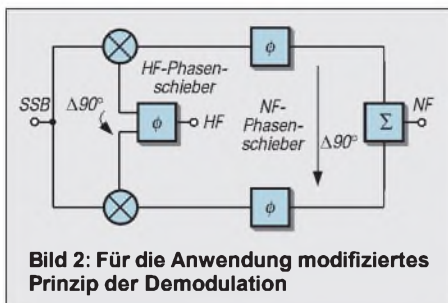 HF-Phasen-
schieber
SSB
Δ90°
ϕ
ϕ
HF
NF-
Phasen-
schieber
Δ90°
Σ
NF
ϕ
Bild 2: Für die Anwendung modifiziertes
Prinzip der Demodulation